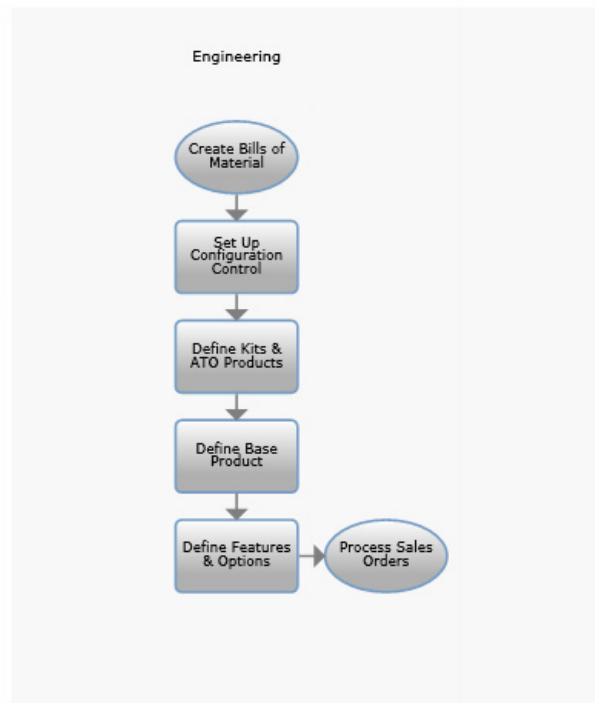 Engineering
Create Bills of
Material
Set Up
Configuration
Control
Define Kits &
ATO Products
Define Base
Product
Define Features
& Options
Process Sales
Orders